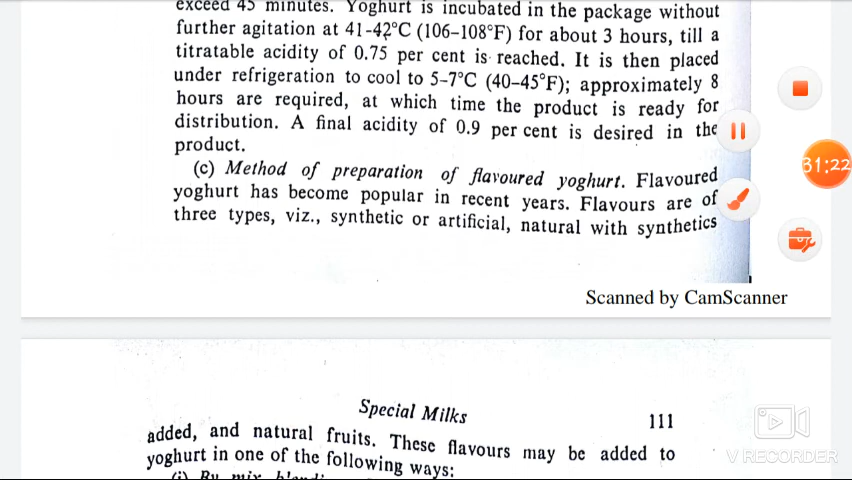 exceed 45 minutes. Yoghurt is incubated in the package without
further agitation at 41-42°C (106–108°F) for about 3 hours, till a
titratable acidity of 0.75 per cent is reached. It is then placed
under refrigeration to cool to 5–7°C (40–45°F); approximately 8
hours are required, at which time the product is ready for
distribution. A final acidity of 0.9 per cent is desired in the
product.
(c) Method of preparation of flavoured yoghurt. Flavoured
yoghurt has become popular in recent years. Flavours are of
three types, viz., synthetic or artificial, natural with synthetics
31:22
Scanned by CamScanner
Special Milks
111
added, and natural fruits. These flavours may be added to
yoghurt in one of the following ways:
(i) By mix
V RECORDER